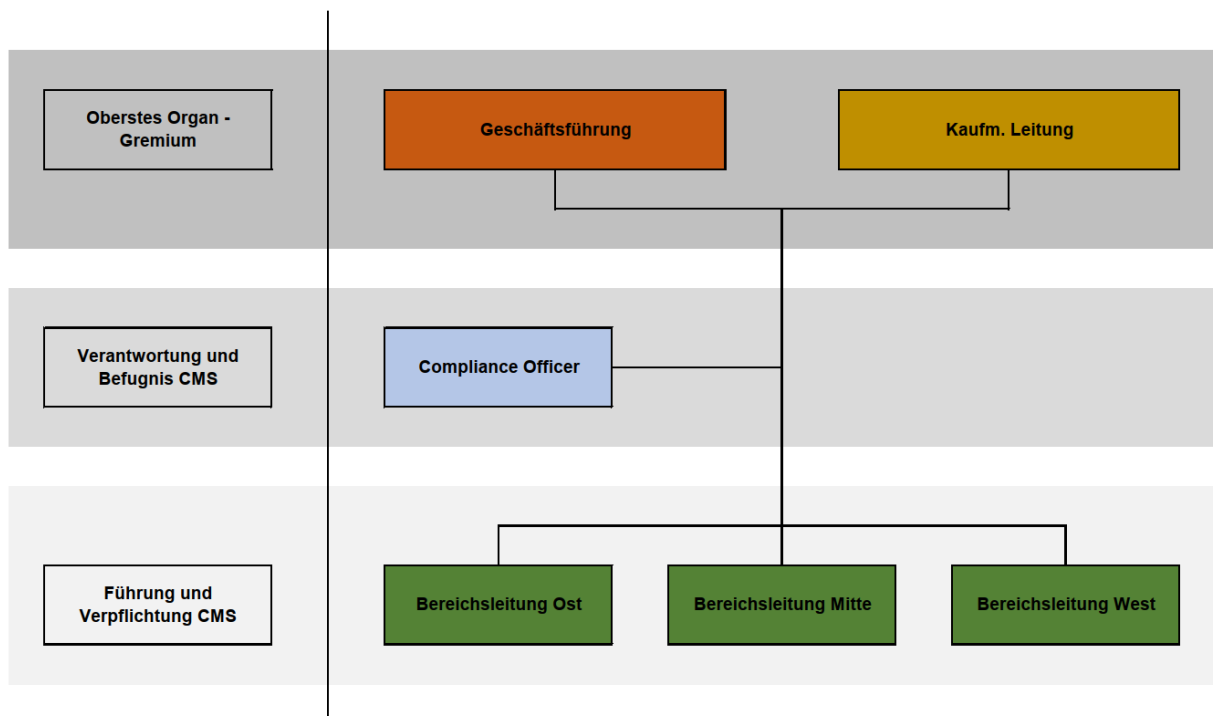 Oberstes Organ -
Gremium
Geschäftsführung
Kaufm. Leitung
Verantwortung und
Befugnis CMS
Compliance Officer
Führung und
Verpflichtung CMS
Bereichsleitung Ost
Bereichsleitung Mitte
Bereichsleitung West